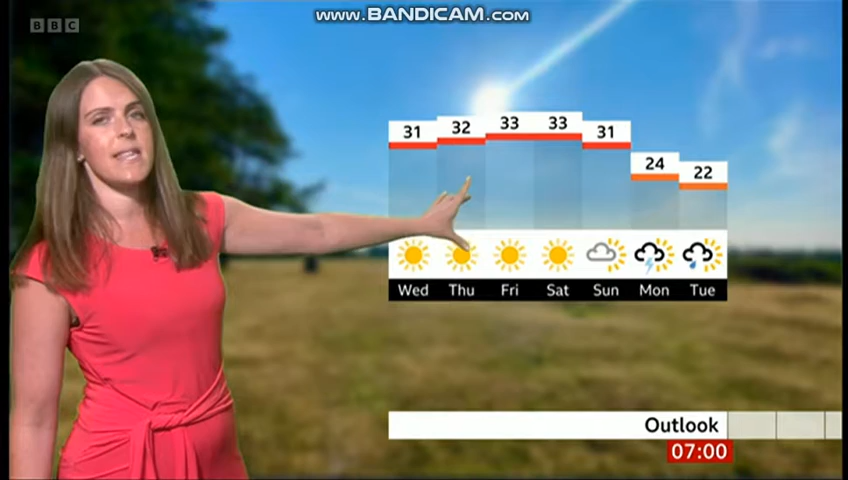 BBC
www.BANDICAM.com
31 32 33 33 31 24 22
Wed Thu Fri Sat Sun Mon Tue
Outlook
07:00